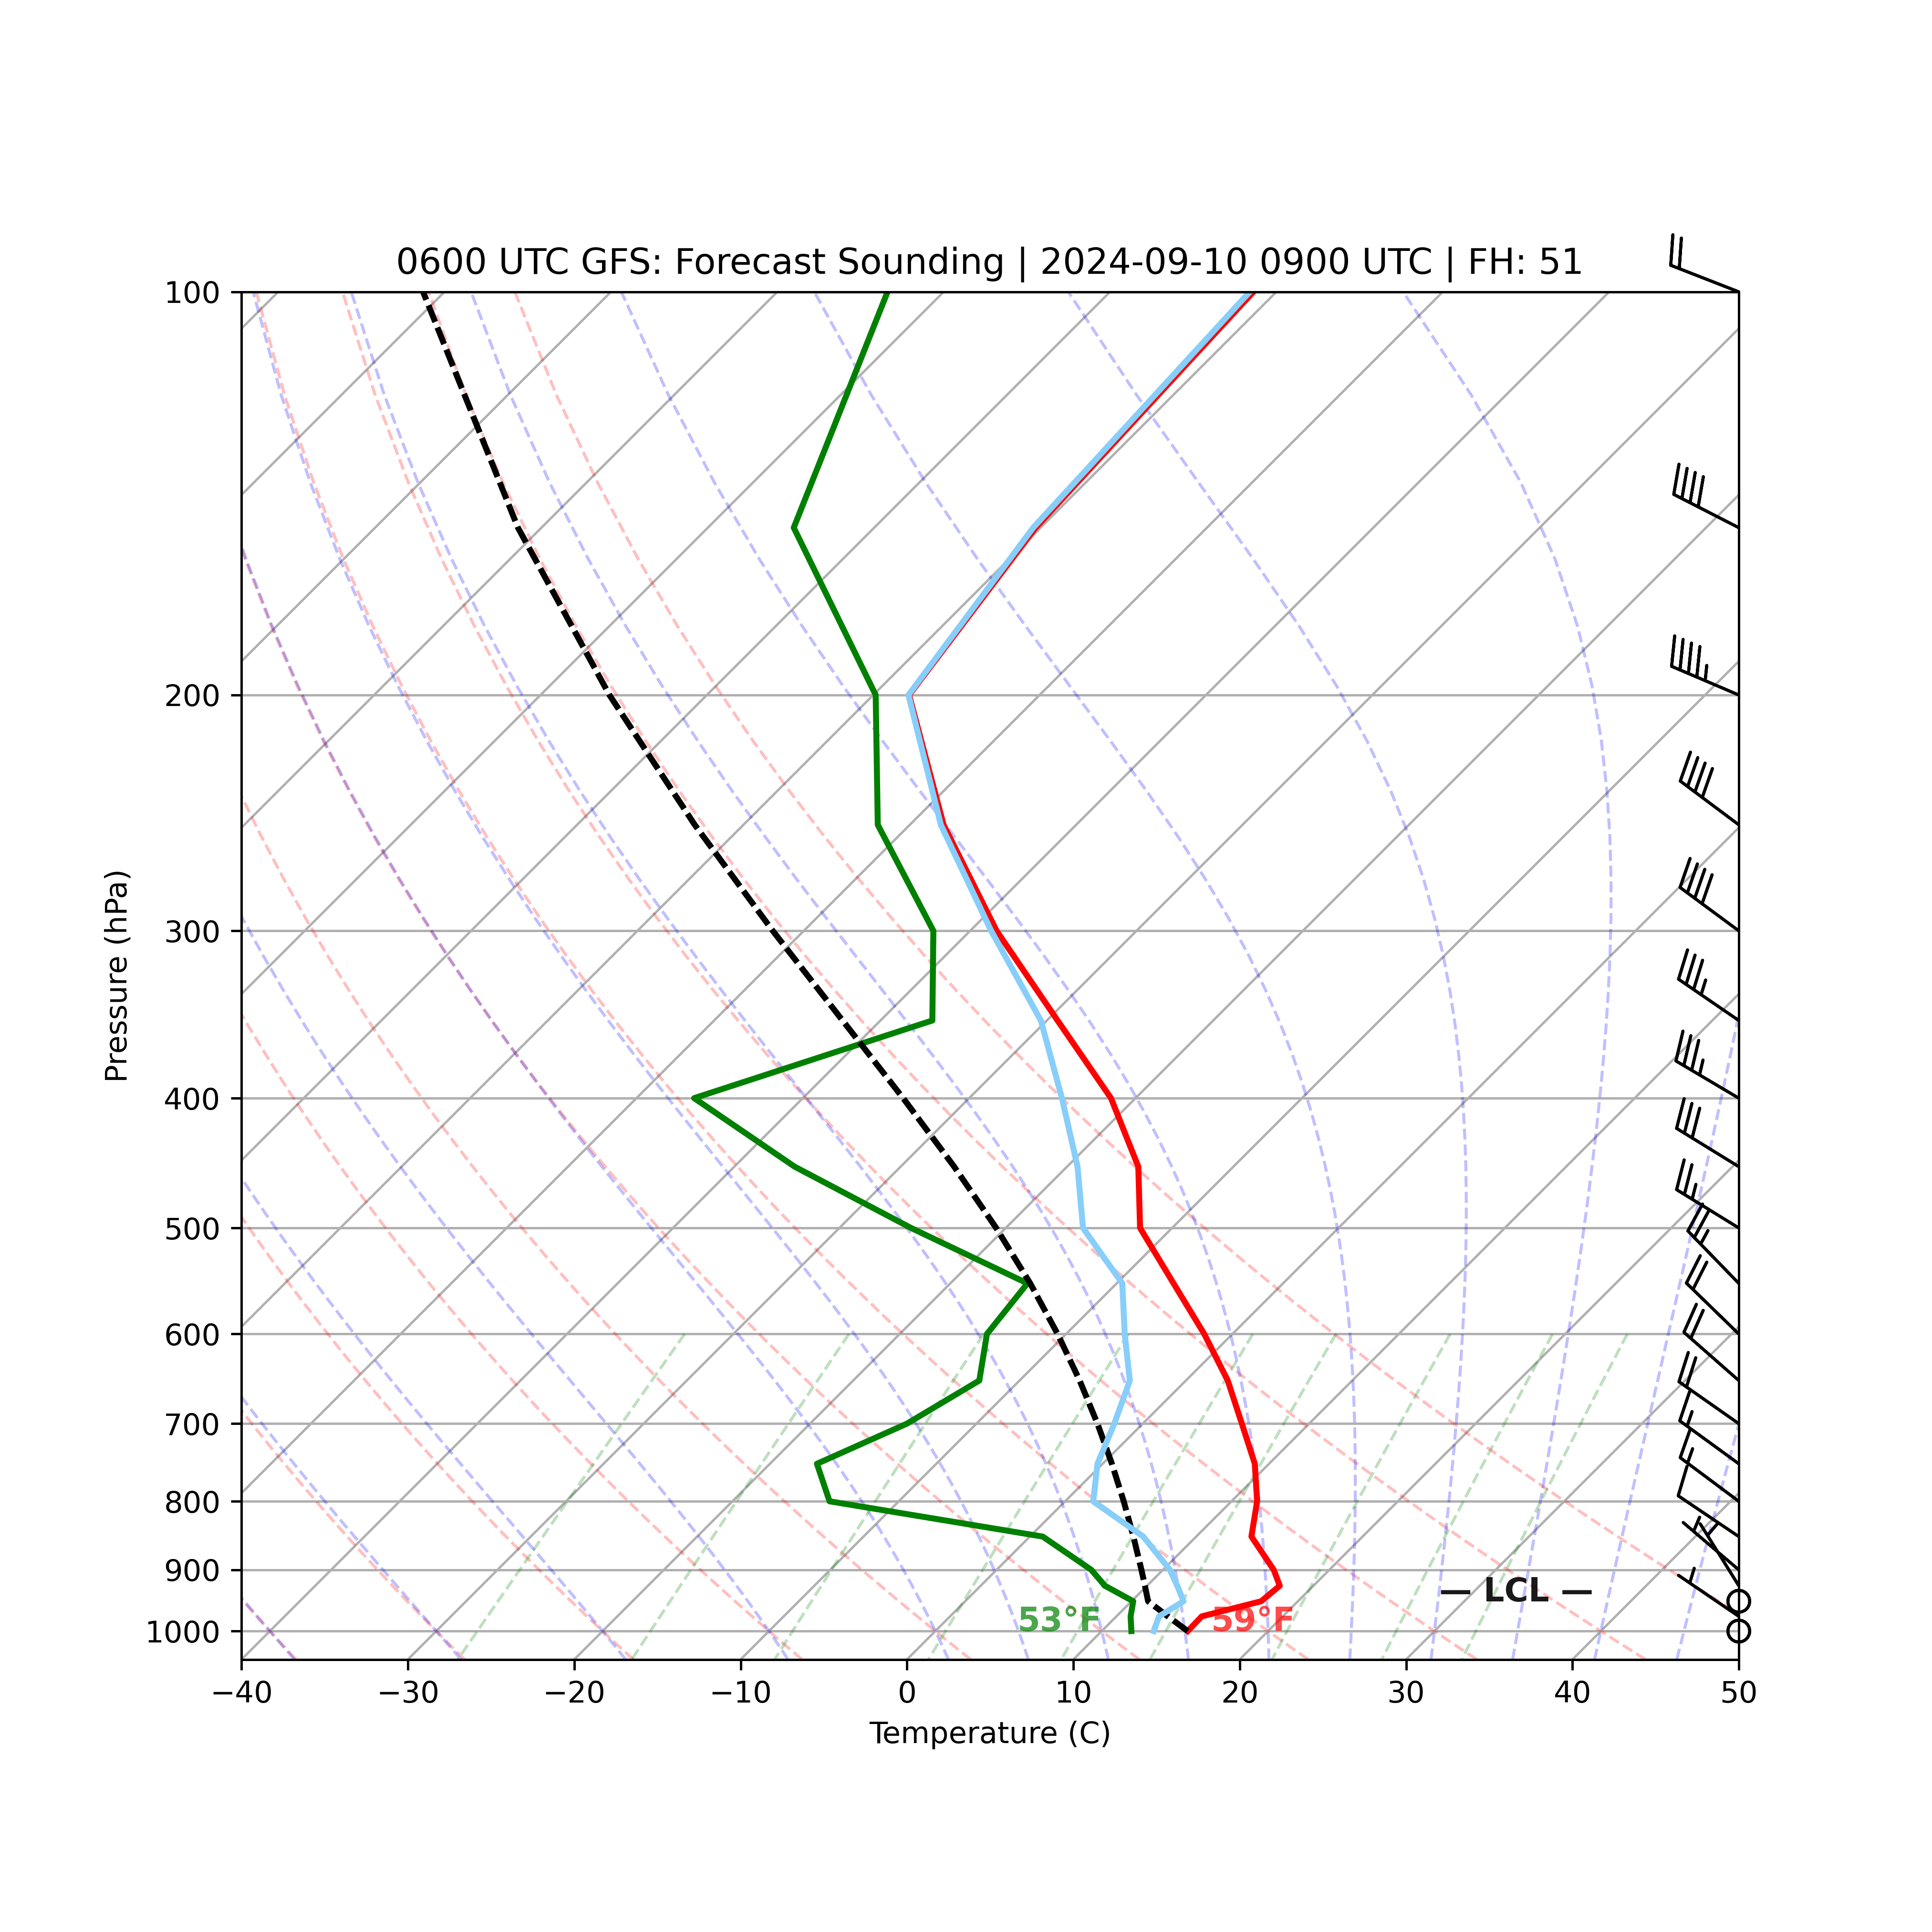 0600 UTC GFS: Forecast Sounding | 2024-09-10 0900 UTC | FH: 51
100
200
300
400
500
600
700
800
900
1000
Pressure (hPa)
— LCL —
53°F
59°F
−40 −30 −20 −10 0 10 20 30 40 50
Temperature (C)